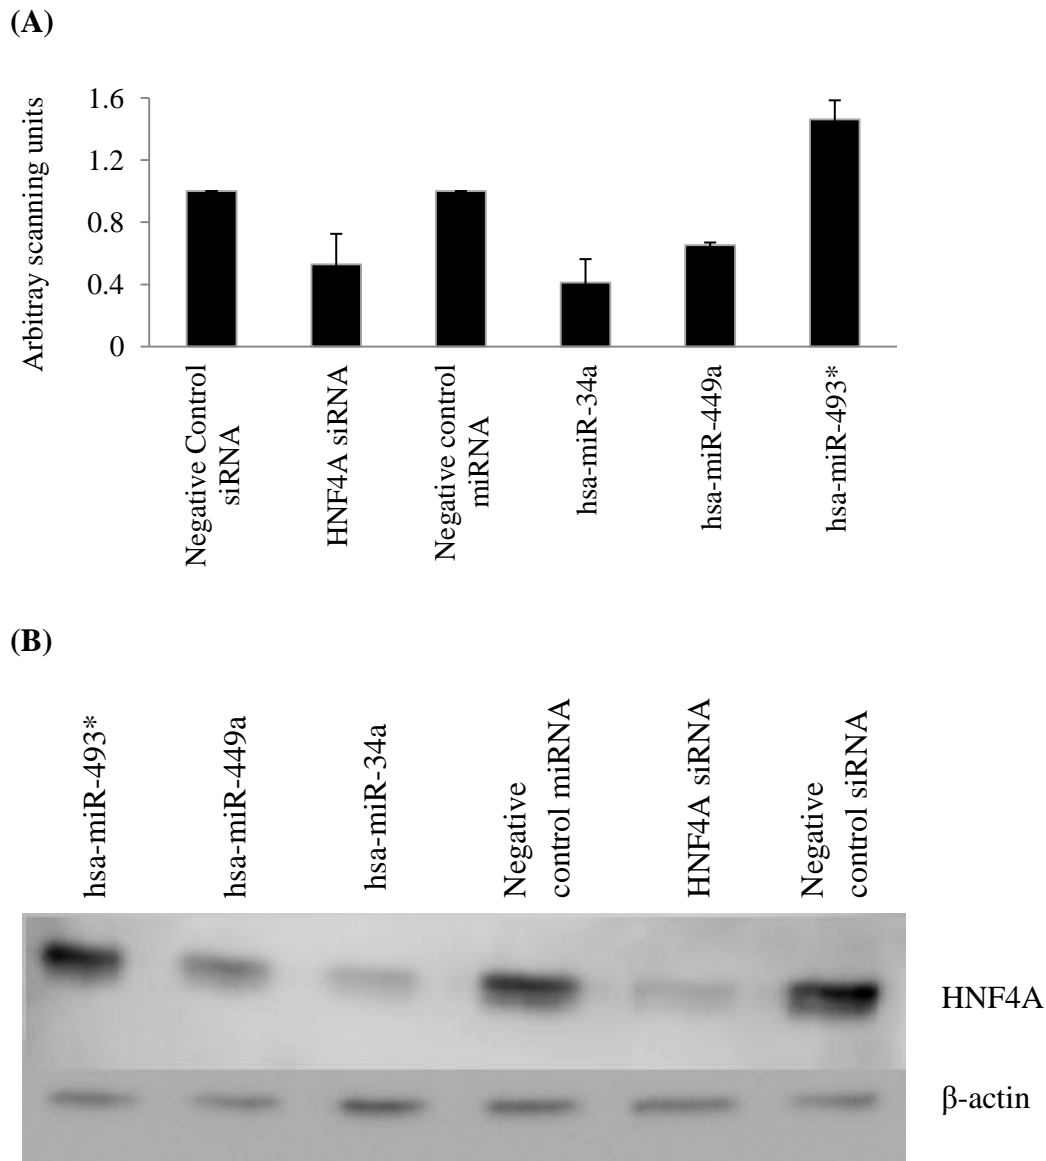 (A)
Arbitray scanning units
1.6
1.2
0.8
0.4
0
Negative Control
siRNA
HNF4A siRNA
Negative control
miRNA
hsa-miR-34a
hsa-miR-449a
hsa-miR-493*
(B)
hsa-miR-493*
hsa-miR-449a
hsa-miR-34a
Negative
control miRNA
HNF4A siRNA
Negative
control siRNA
HNF4A
β-actin